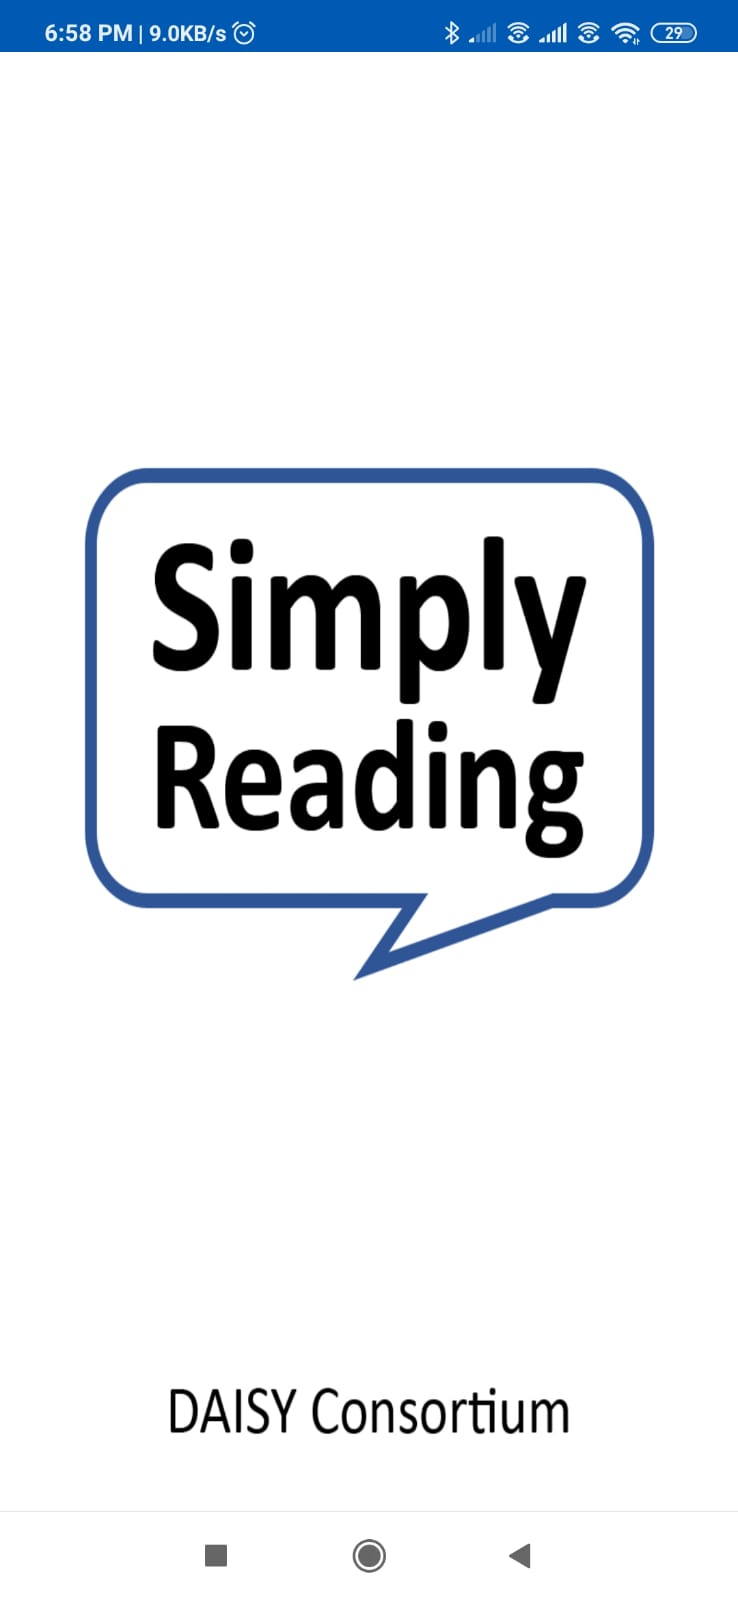 6:58 PM | 9.0KB/s 29
Simply
Reading
DAISY Consortium